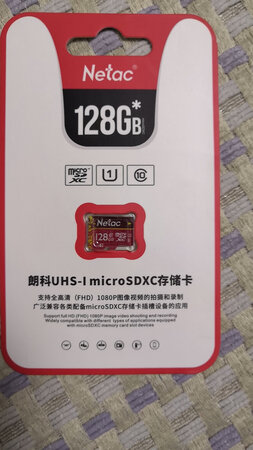 Netac
128GB*
micro SD XC
U1
10
Netac
128
朗科UHS-I microSDXC存储卡
支持全高清（FHD）1080P图像视频的拍摄和录制
广泛兼容各类配备microSDXC存储卡插槽设备的应用
Support full HD (FHD) 1080P image video shooting and recording
Widely compatible with different types of applications equipped
with microSDXC memory card slot devices